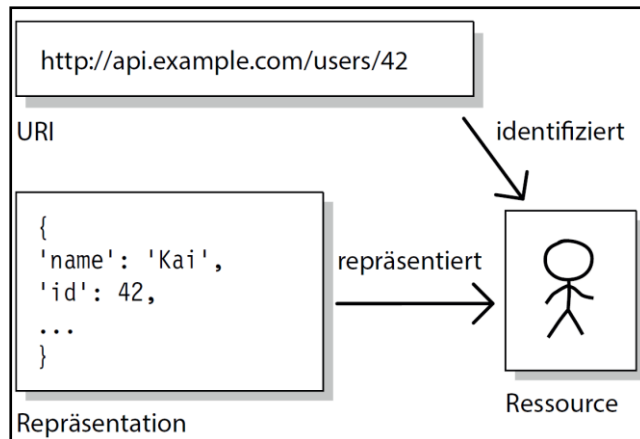 http://api.example.com/users/42
URI
identifiziert
{
'name': 'Kai',
'id': 42,
...
}
repräsentiert
Repräsentation
Ressource